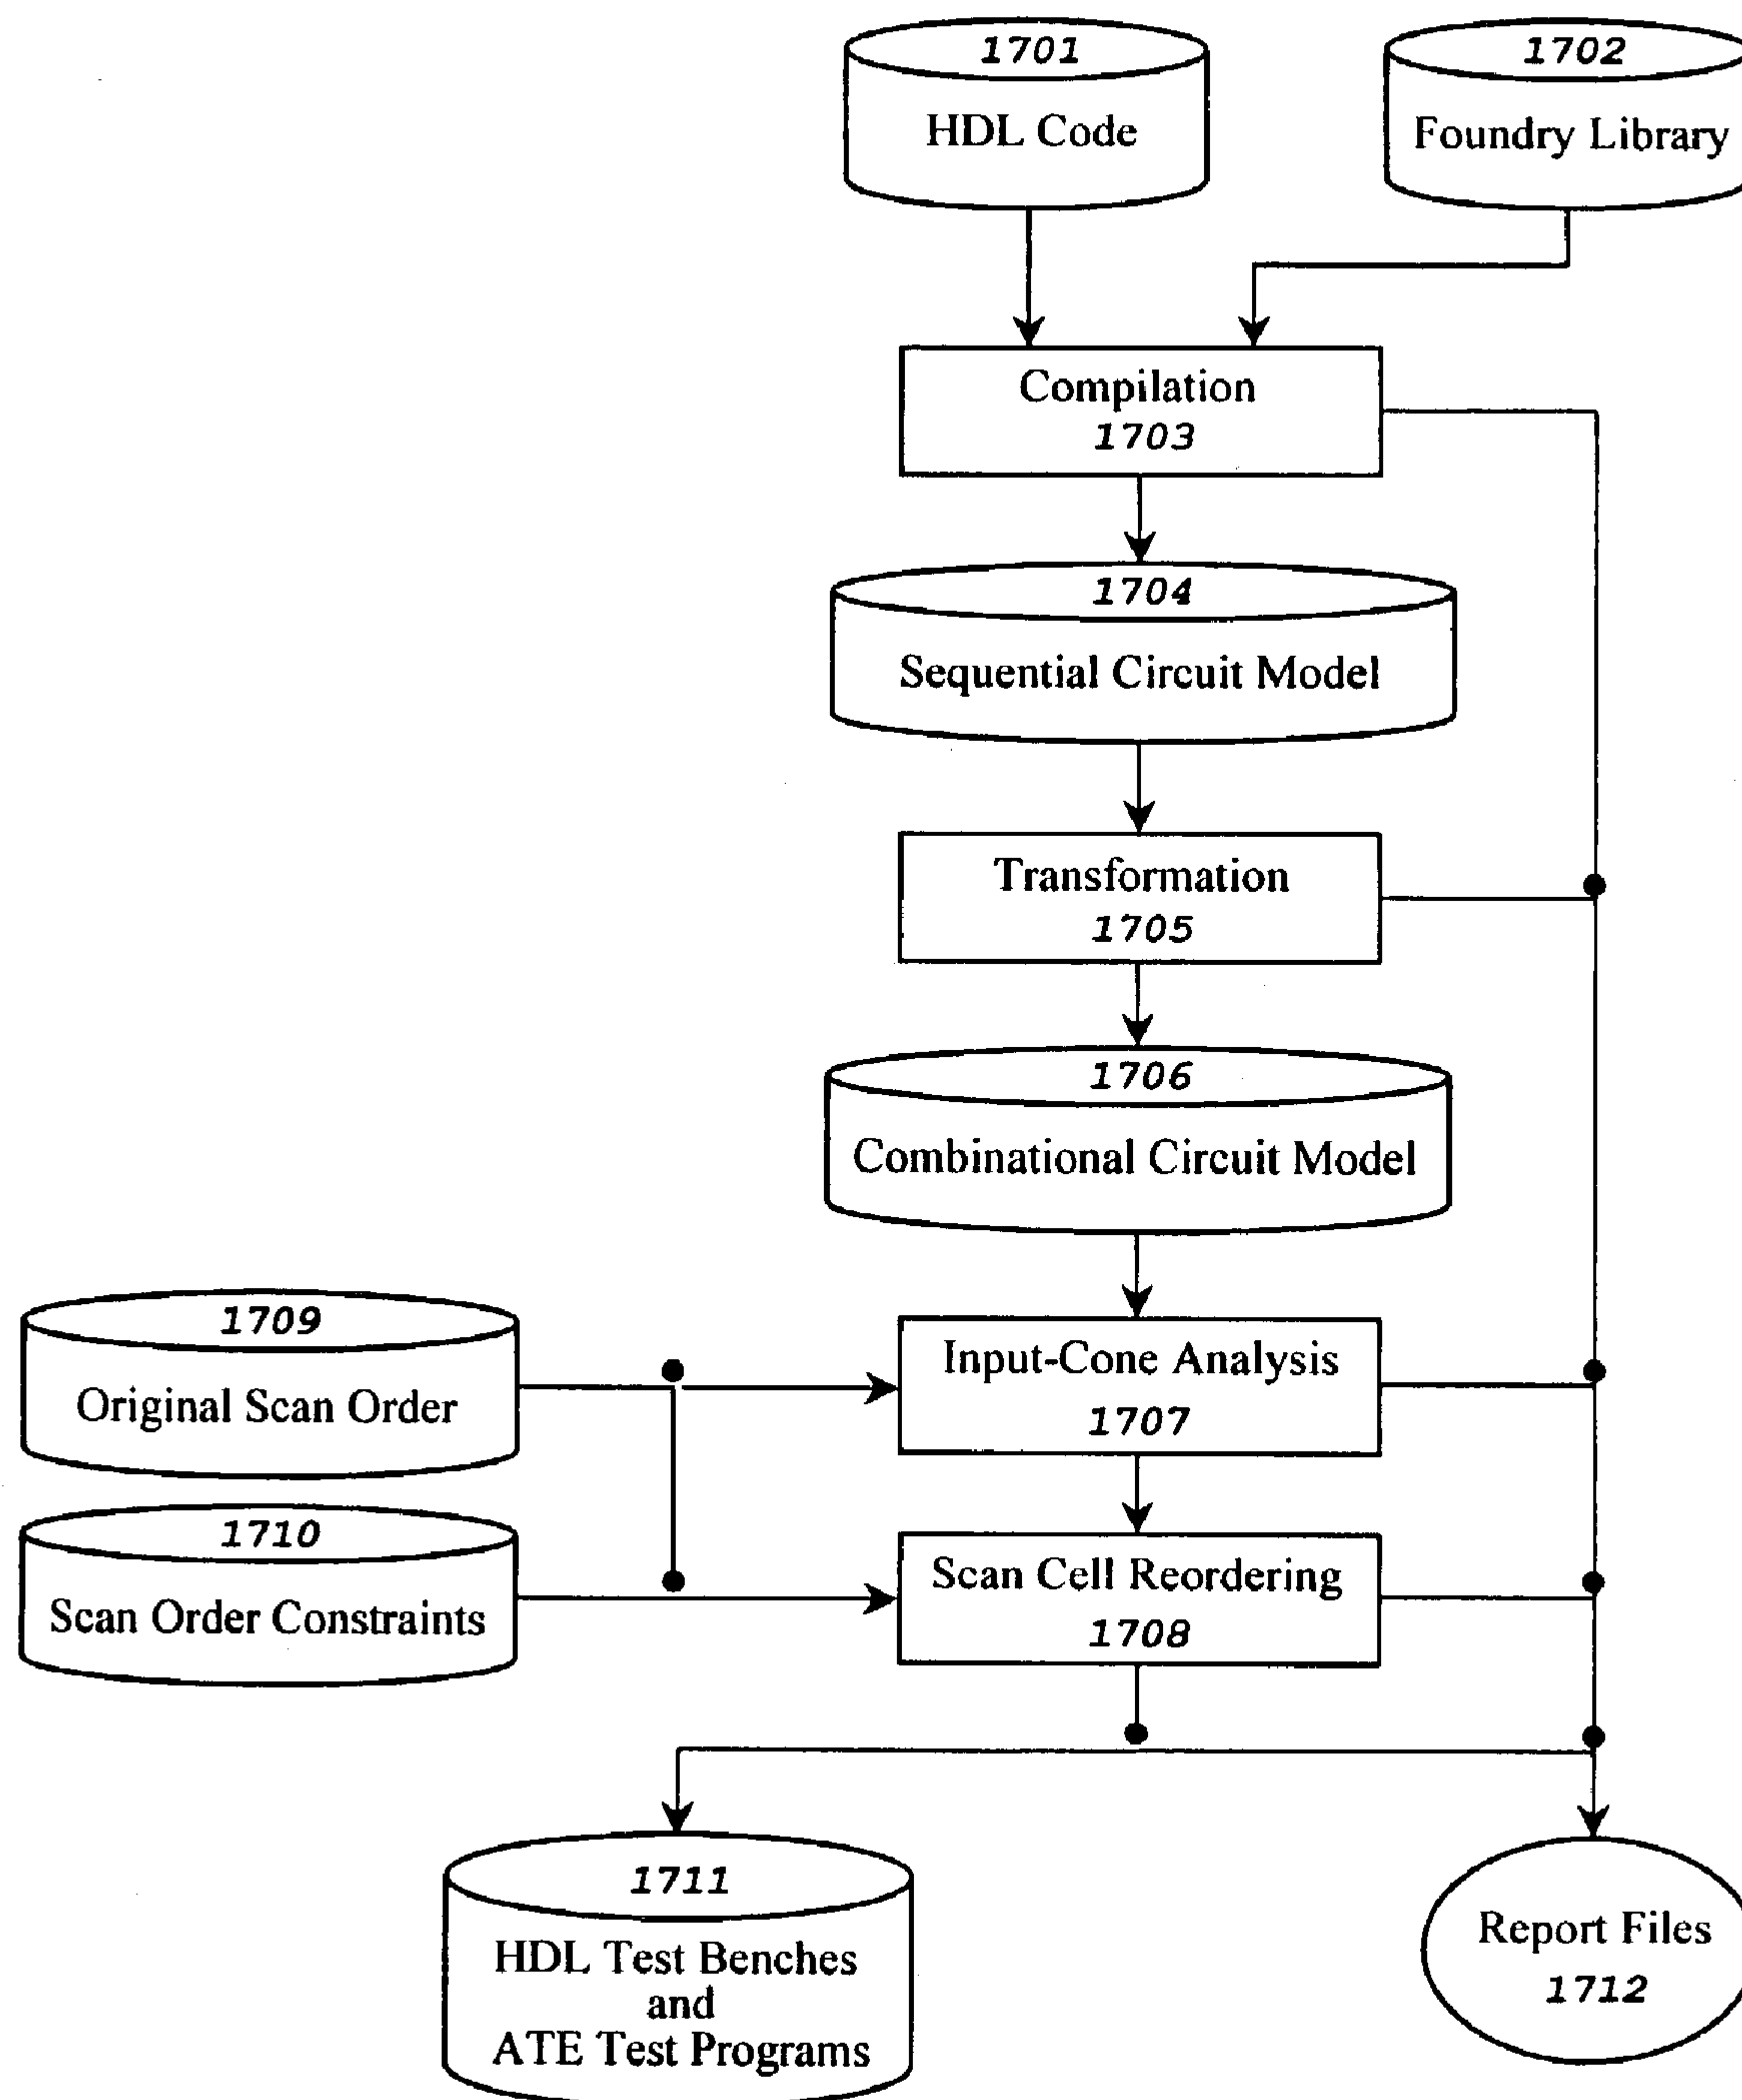 1701
HDL Code
1702
Foundry Library
Compilation
1703
1704
Sequential Circuit Model
Transformation
1705
1706
Combinational Circuit Model
1709
Original Scan Order
Input-Cone Analysis
1707
1710
Scan Order Constraints
Scan Cell Reordering
1708
1711
HDL Test Benches
and
ATE Test Programs
Report Files
1712